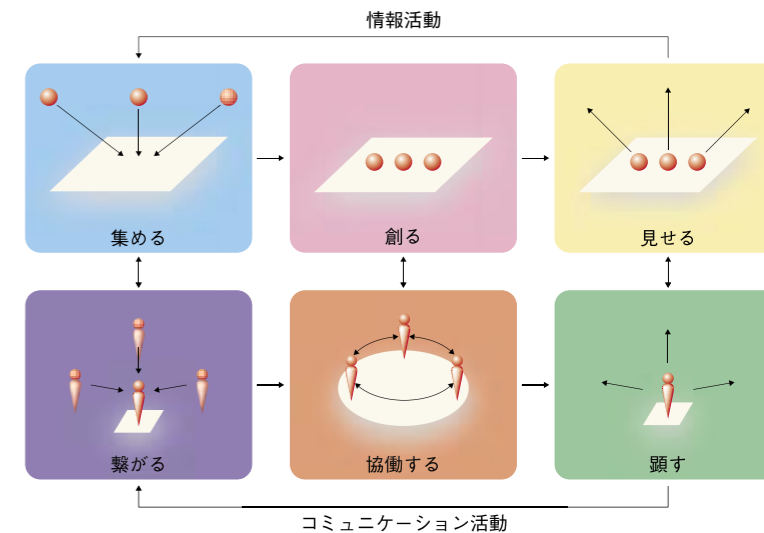 情報活動
集める
創る
見せる
繋がる
協働する
顕す
コミュニケーション活動